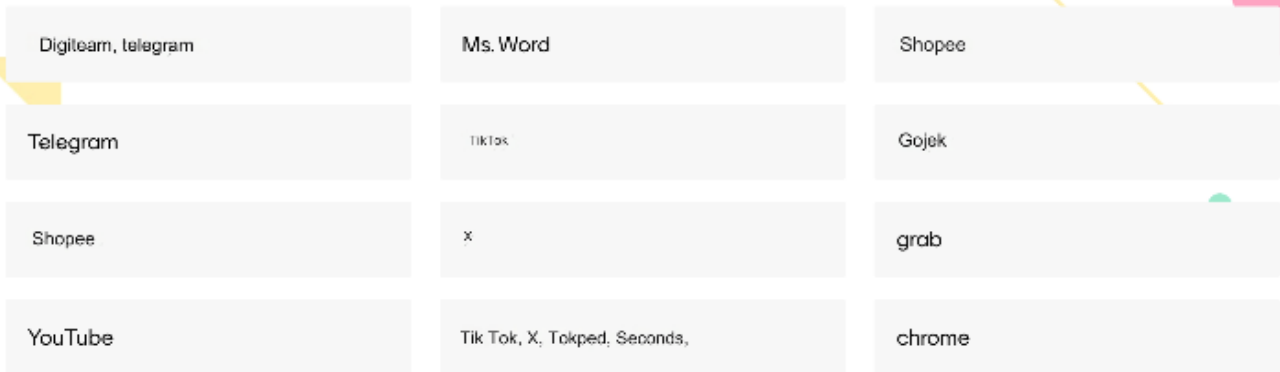 Digiteam, telegram
Ms. Word
Shopee
Telegram
TikTok
Gojek
Shopee
X
grab
YouTube
Tik Tok, X, Tokped, Seconds,
chrome